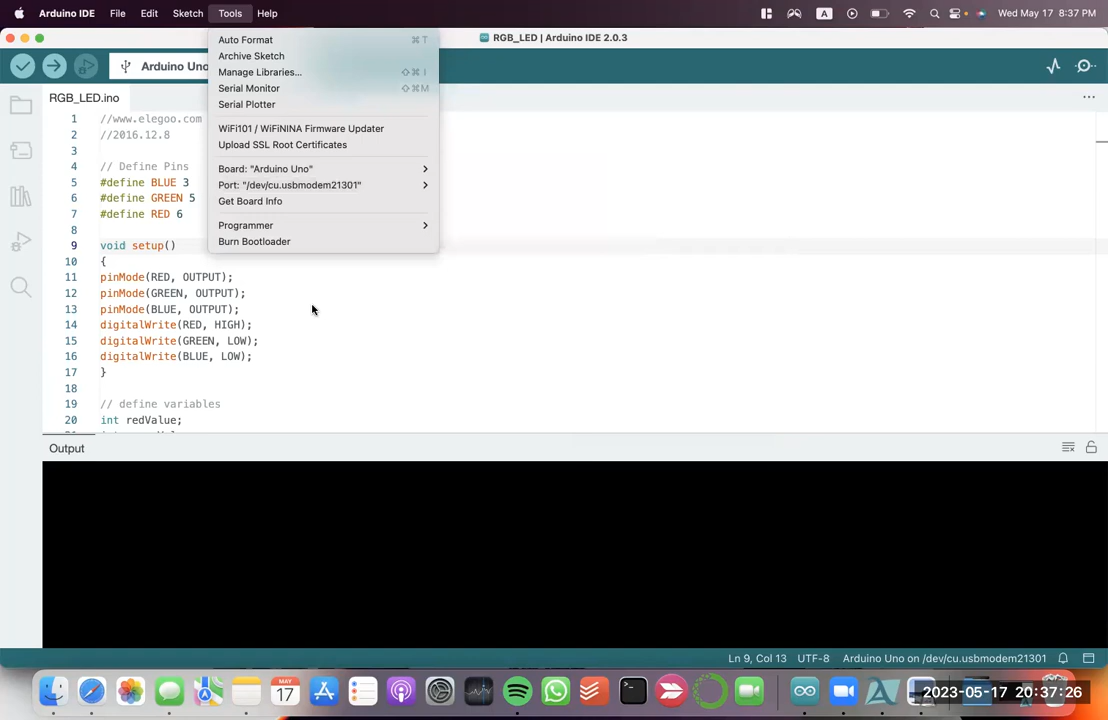 Arduino IDE File Edit Sketch Tools Help A Wed May 17 8:37 PM
RGB_LED | Arduino IDE 2.0.3
Arduino Uno
Auto Format ⌘ T
Archive Sketch
Manage Libraries... ⇧ ⌘ I
Serial Monitor ⇧ ⌘ M
Serial Plotter
WiFi101 / WiFiNINA Firmware Updater
Upload SSL Root Certificates
Board: "Arduino Uno"
Port: "/dev/cu.usbmodem21301"
Get Board Info
Programmer
Burn Bootloader
RGB_LED.ino
1 //www.elegoo.com
2 //2016.12.8
3
4 // Define Pins
5 #define BLUE 3
6 #define GREEN 5
7 #define RED 6
8
9 void setup()
10 {
11 pinMode(RED, OUTPUT);
12 pinMode(GREEN, OUTPUT);
13 pinMode(BLUE, OUTPUT);
14 digitalWrite(RED, HIGH);
15 digitalWrite(GREEN, LOW);
16 digitalWrite(BLUE, LOW);
17 }
18
19 // define variables
20 int redValue;
Output
Ln 9, Col 13 UTF-8 Arduino Uno on /dev/cu.usbmodem21301
MAY
17
2023-05-17 20:37:26